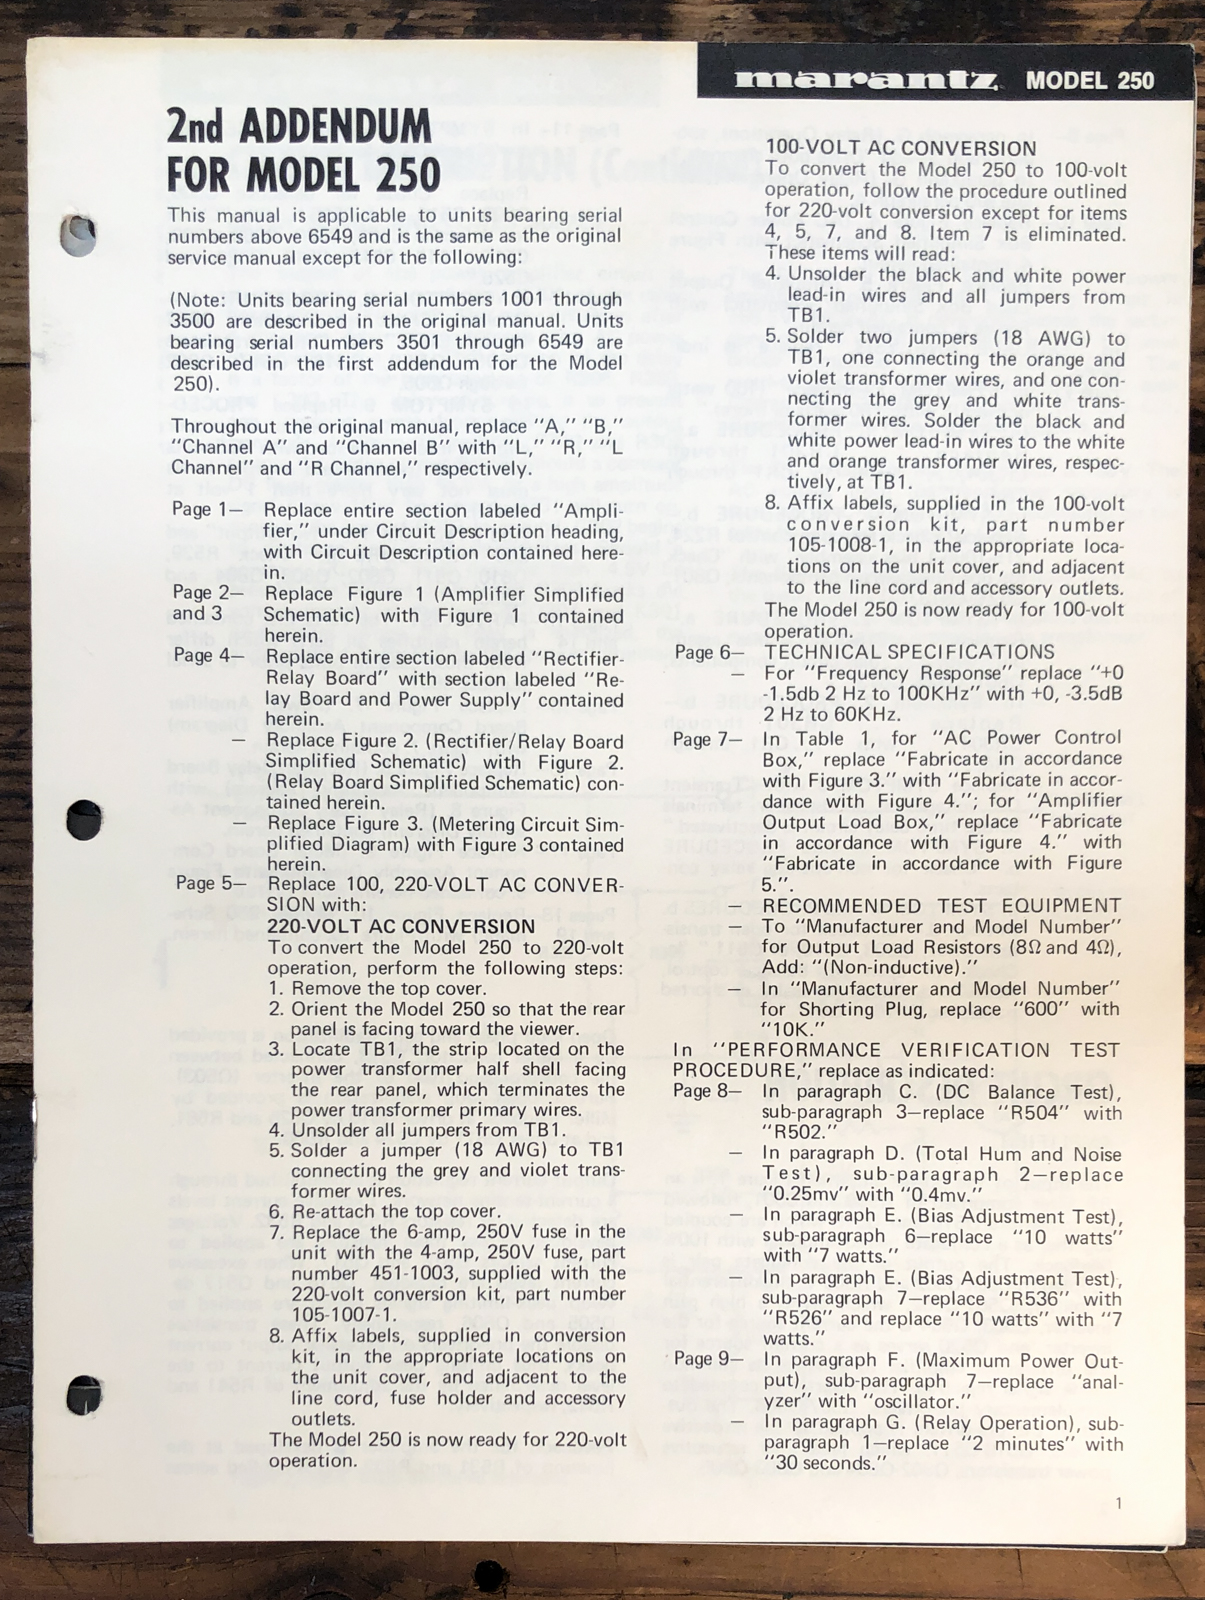 marantz MODEL 250
2nd ADDENDUM
FOR MODEL 250
This manual is applicable to units bearing serial
numbers above 6549 and is the same as the original
service manual except for the following:
(Note: Units bearing serial numbers 1001 through
3500 are described in the original manual. Units
bearing serial numbers 3501 through 6549 are
described in the first addendum for the Model
250).
Throughout the original manual, replace "A," "B,"
"Channel A" and "Channel B" with "L," "R," "L
Channel" and "R Channel," respectively.
Page 1— Replace entire section labeled "Ampli-
fier," under Circuit Description heading,
with Circuit Description contained here-
in.
Page 2— Replace Figure 1 (Amplifier Simplified
and 3 Schematic) with Figure 1 contained
herein.
Page 4— Replace entire section labeled "Rectifier-
Relay Board" with section labeled "Re-
lay Board and Power Supply" contained
herein.
— Replace Figure 2. (Rectifier/Relay Board
Simplified Schematic) with Figure 2.
(Relay Board Simplified Schematic) con-
tained herein.
— Replace Figure 3. (Metering Circuit Sim-
plified Diagram) with Figure 3 contained
herein.
Page 5— Replace 100, 220-VOLT AC CONVER-
SION with:
220-VOLT AC CONVERSION
To convert the Model 250 to 220-volt
operation, perform the following steps:
1. Remove the top cover.
2. Orient the Model 250 so that the rear
panel is facing toward the viewer.
3. Locate TB1, the strip located on the
power transformer half shell facing
the rear panel, which terminates the
power transformer primary wires.
4. Unsolder all jumpers from TB1.
5. Solder a jumper (18 AWG) to TB1
connecting the grey and violet trans-
former wires.
6. Re-attach the top cover.
7. Replace the 6-amp, 250V fuse in the
unit with the 4-amp, 250V fuse, part
number 451-1003, supplied with the
220-volt conversion kit, part number
105-1007-1.
8. Affix labels, supplied in conversion
kit, in the appropriate locations on
the unit cover, and adjacent to the
line cord, fuse holder and accessory
outlets.
The Model 250 is now ready for 220-volt
operation.
100-VOLT AC CONVERSION
To convert the Model 250 to 100-volt
operation, follow the procedure outlined
for 220-volt conversion except for items
4, 5, 7, and 8. Item 7 is eliminated.
These items will read:
4. Unsolder the black and white power
lead-in wires and all jumpers from
TB1.
5. Solder two jumpers (18 AWG) to
TB1, one connecting the orange and
violet transformer wires, and one con-
necting the grey and white trans-
former wires. Solder the black and
white power lead-in wires to the white
and orange transformer wires, respec-
tively, at TB1.
8. Affix labels, supplied in the 100-volt
conversion kit, part number
105-1008-1, in the appropriate loca-
tions on the unit cover, and adjacent
to the line cord and accessory outlets.
The Model 250 is now ready for 100-volt
operation.
Page 6— TECHNICAL SPECIFICATIONS
— For "Frequency Response" replace "+0
-1.5db 2 Hz to 100KHz" with +0, -3.5dB
2 Hz to 60KHz.
Page 7— In Table 1, for "AC Power Control
Box," replace "Fabricate in accordance
with Figure 3." with "Fabricate in accor-
dance with Figure 4."; for "Amplifier
Output Load Box," replace "Fabricate
in accordance with Figure 4." with
"Fabricate in accordance with Figure
5.".
— RECOMMENDED TEST EQUIPMENT
— To "Manufacturer and Model Number"
for Output Load Resistors (8Ω and 4Ω),
Add: "(Non-inductive)."
— In "Manufacturer and Model Number"
for Shorting Plug, replace "600" with
"10K."
In "PERFORMANCE VERIFICATION TEST
PROCEDURE," replace as indicated:
Page 8— In paragraph C. (DC Balance Test),
sub-paragraph 3—replace "R504" with
"R502."
— In paragraph D. (Total Hum and Noise
Test), sub-paragraph 2—replace
"0.25mv" with "0.4mv."
— In paragraph E. (Bias Adjustment Test),
sub-paragraph 6—replace "10 watts"
with "7 watts."
— In paragraph E. (Bias Adjustment Test),
sub-paragraph 7—replace "R536" with
"R526" and replace "10 watts" with "7
watts."
Page 9— In paragraph F. (Maximum Power Out-
put), sub-paragraph 7—replace "anal-
yzer" with "oscillator."
— In paragraph G. (Relay Operation), sub-
paragraph 1—replace "2 minutes" with
"30 seconds."
1